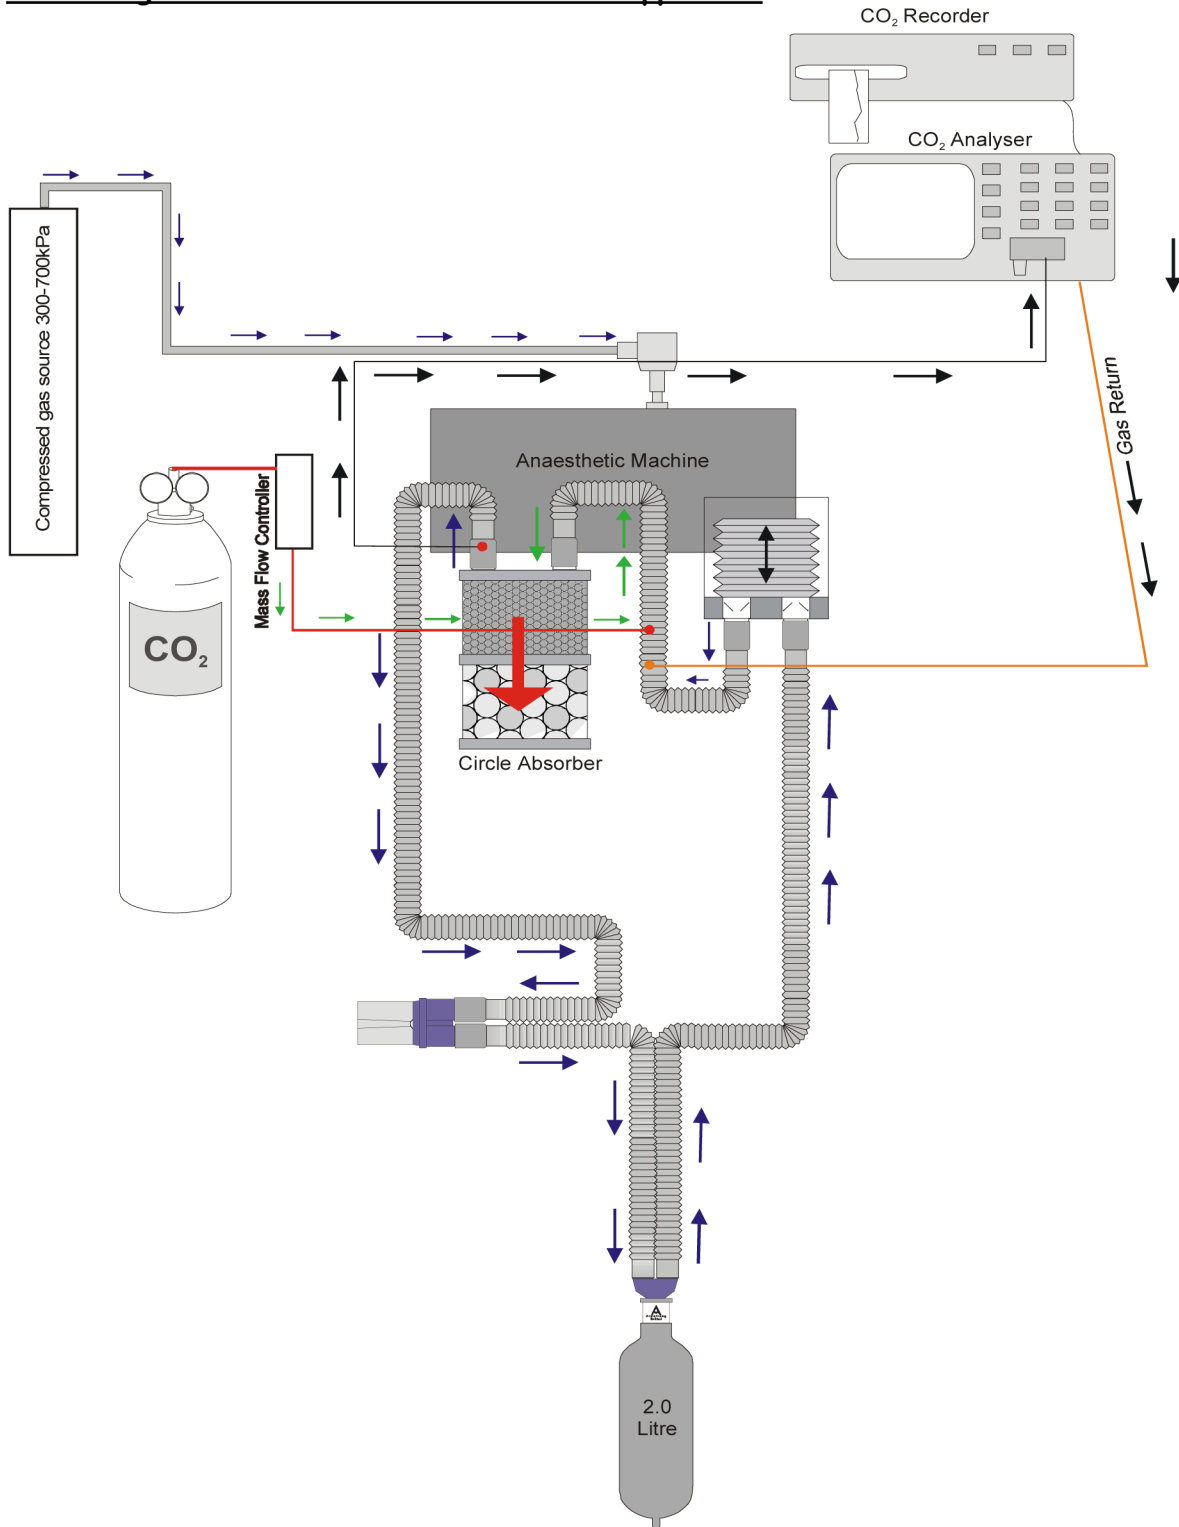 CO₂ Recorder
CO₂ Analyser
Compressed gas source 300-700kPa
Gas Return
Anaesthetic Machine
Mass Flow Controller
CO₂
Circle Absorber
2.0
Litre